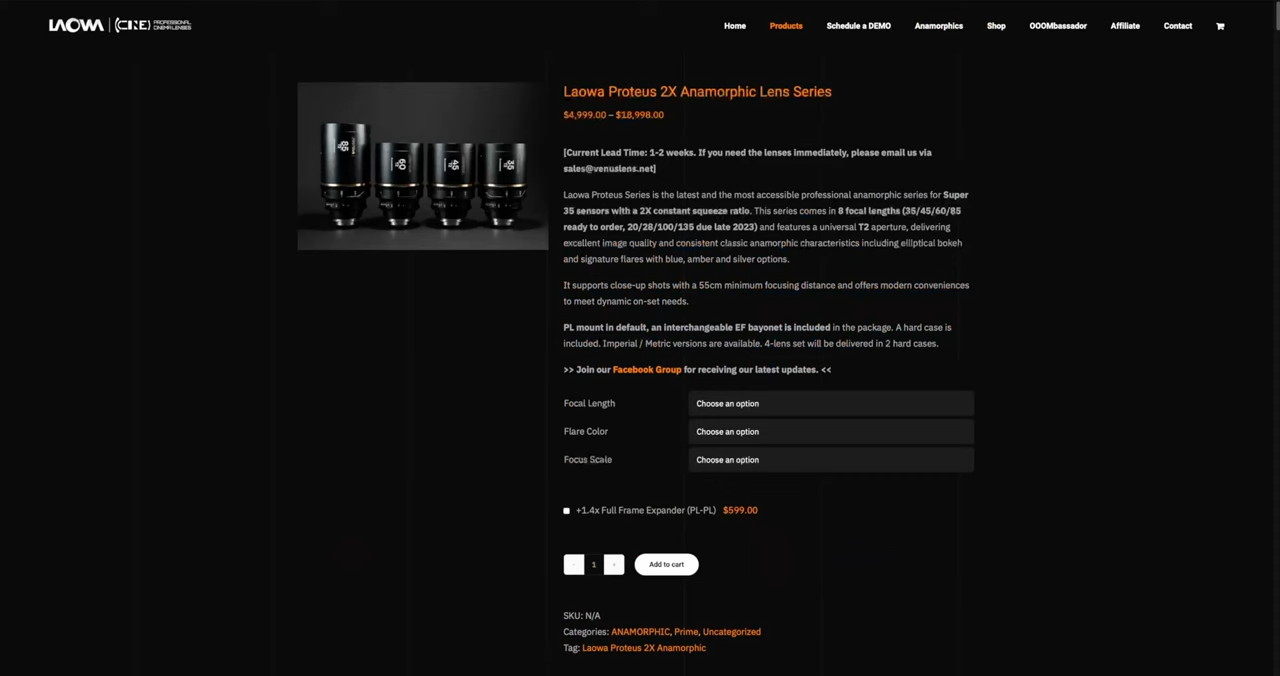 LAOWA (CINE) PROFESSIONAL CINEMA LENSES
Home Products Schedule a DEMO Anamorphics Shop OOOMbassador Affiliate Contact
85 60 45 35
Laowa Proteus 2X Anamorphic Lens Series
$4,999.00 – $18,998.00
[Current Lead Time: 1-2 weeks. If you need the lenses immediately, please email us via
sales@venuslens.net]
Laowa Proteus Series is the latest and the most accessible professional anamorphic series for Super
35 sensors with a 2X constant squeeze ratio. This series comes in 8 focal lengths (35/45/60/85
ready to order, 20/28/100/135 due late 2023) and features a universal T2 aperture, delivering
excellent image quality and consistent classic anamorphic characteristics including elliptical bokeh
and signature flares with blue, amber and silver options.
It supports close-up shots with a 55cm minimum focusing distance and offers modern conveniences
to meet dynamic on-set needs.
PL mount in default, an interchangeable EF bayonet is included in the package. A hard case is
included. Imperial / Metric versions are available. 4-lens set will be delivered in 2 hard cases.
>> Join our Facebook Group for receiving our latest updates. <<
Focal Length Choose an option
Flare Color Choose an option
Focus Scale Choose an option
+1.4x Full Frame Expander (PL-PL) $599.00
- 1 + Add to cart
SKU: N/A
Categories: ANAMORPHIC, Prime, Uncategorized
Tag: Laowa Proteus 2X Anamorphic